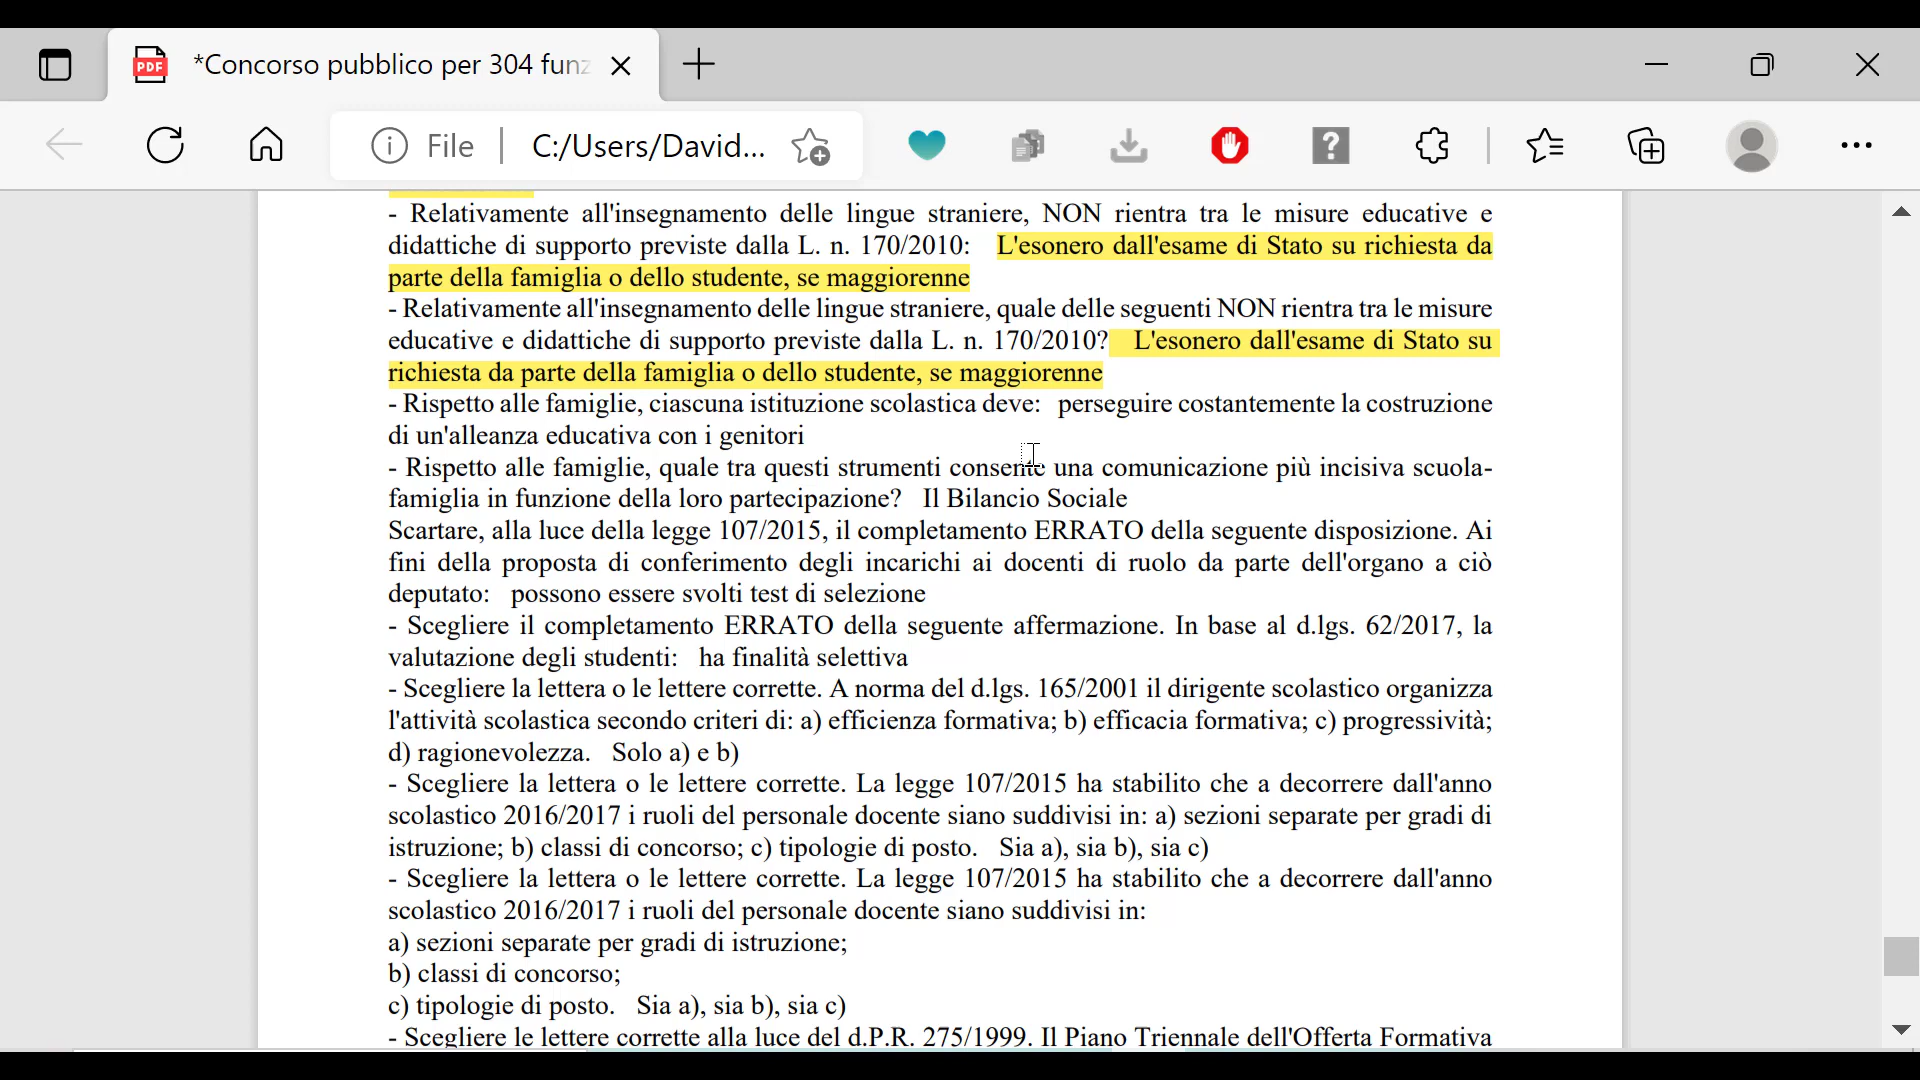 PDF
*Concorso pubblico per 304 funz
File
C:/Users/David...
- Relativamente all'insegnamento delle lingue straniere, NON rientra tra le misure educative e
didattiche di supporto previste dalla L. n. 170/2010: L'esonero dall'esame di Stato su richiesta da
parte della famiglia o dello studente, se maggiorenne
- Relativamente all'insegnamento delle lingue straniere, quale delle seguenti NON rientra tra le misure
educative e didattiche di supporto previste dalla L. n. 170/2010? L'esonero dall'esame di Stato su
richiesta da parte della famiglia o dello studente, se maggiorenne
- Rispetto alle famiglie, ciascuna istituzione scolastica deve: perseguire costantemente la costruzione
di un'alleanza educativa con i genitori
- Rispetto alle famiglie, quale tra questi strumenti consente una comunicazione più incisiva scuola-
famiglia in funzione della loro partecipazione? Il Bilancio Sociale
Scartare, alla luce della legge 107/2015, il completamento ERRATO della seguente disposizione. Ai
fini della proposta di conferimento degli incarichi ai docenti di ruolo da parte dell'organo a ciò
deputato: possono essere svolti test di selezione
- Scegliere il completamento ERRATO della seguente affermazione. In base al d.lgs. 62/2017, la
valutazione degli studenti: ha finalità selettiva
- Scegliere la lettera o le lettere corrette. A norma del d.lgs. 165/2001 il dirigente scolastico organizza
l'attività scolastica secondo criteri di: a) efficienza formativa; b) efficacia formativa; c) progressività;
d) ragionevolezza. Solo a) e b)
- Scegliere la lettera o le lettere corrette. La legge 107/2015 ha stabilito che a decorrere dall'anno
scolastico 2016/2017 i ruoli del personale docente siano suddivisi in: a) sezioni separate per gradi di
istruzione; b) classi di concorso; c) tipologie di posto. Sia a), sia b), sia c)
- Scegliere la lettera o le lettere corrette. La legge 107/2015 ha stabilito che a decorrere dall'anno
scolastico 2016/2017 i ruoli del personale docente siano suddivisi in:
a) sezioni separate per gradi di istruzione;
b) classi di concorso;
c) tipologie di posto. Sia a), sia b), sia c)
- Scegliere le lettere corrette alla luce del d.P.R. 275/1999. Il Piano Triennale dell'Offerta Formativa